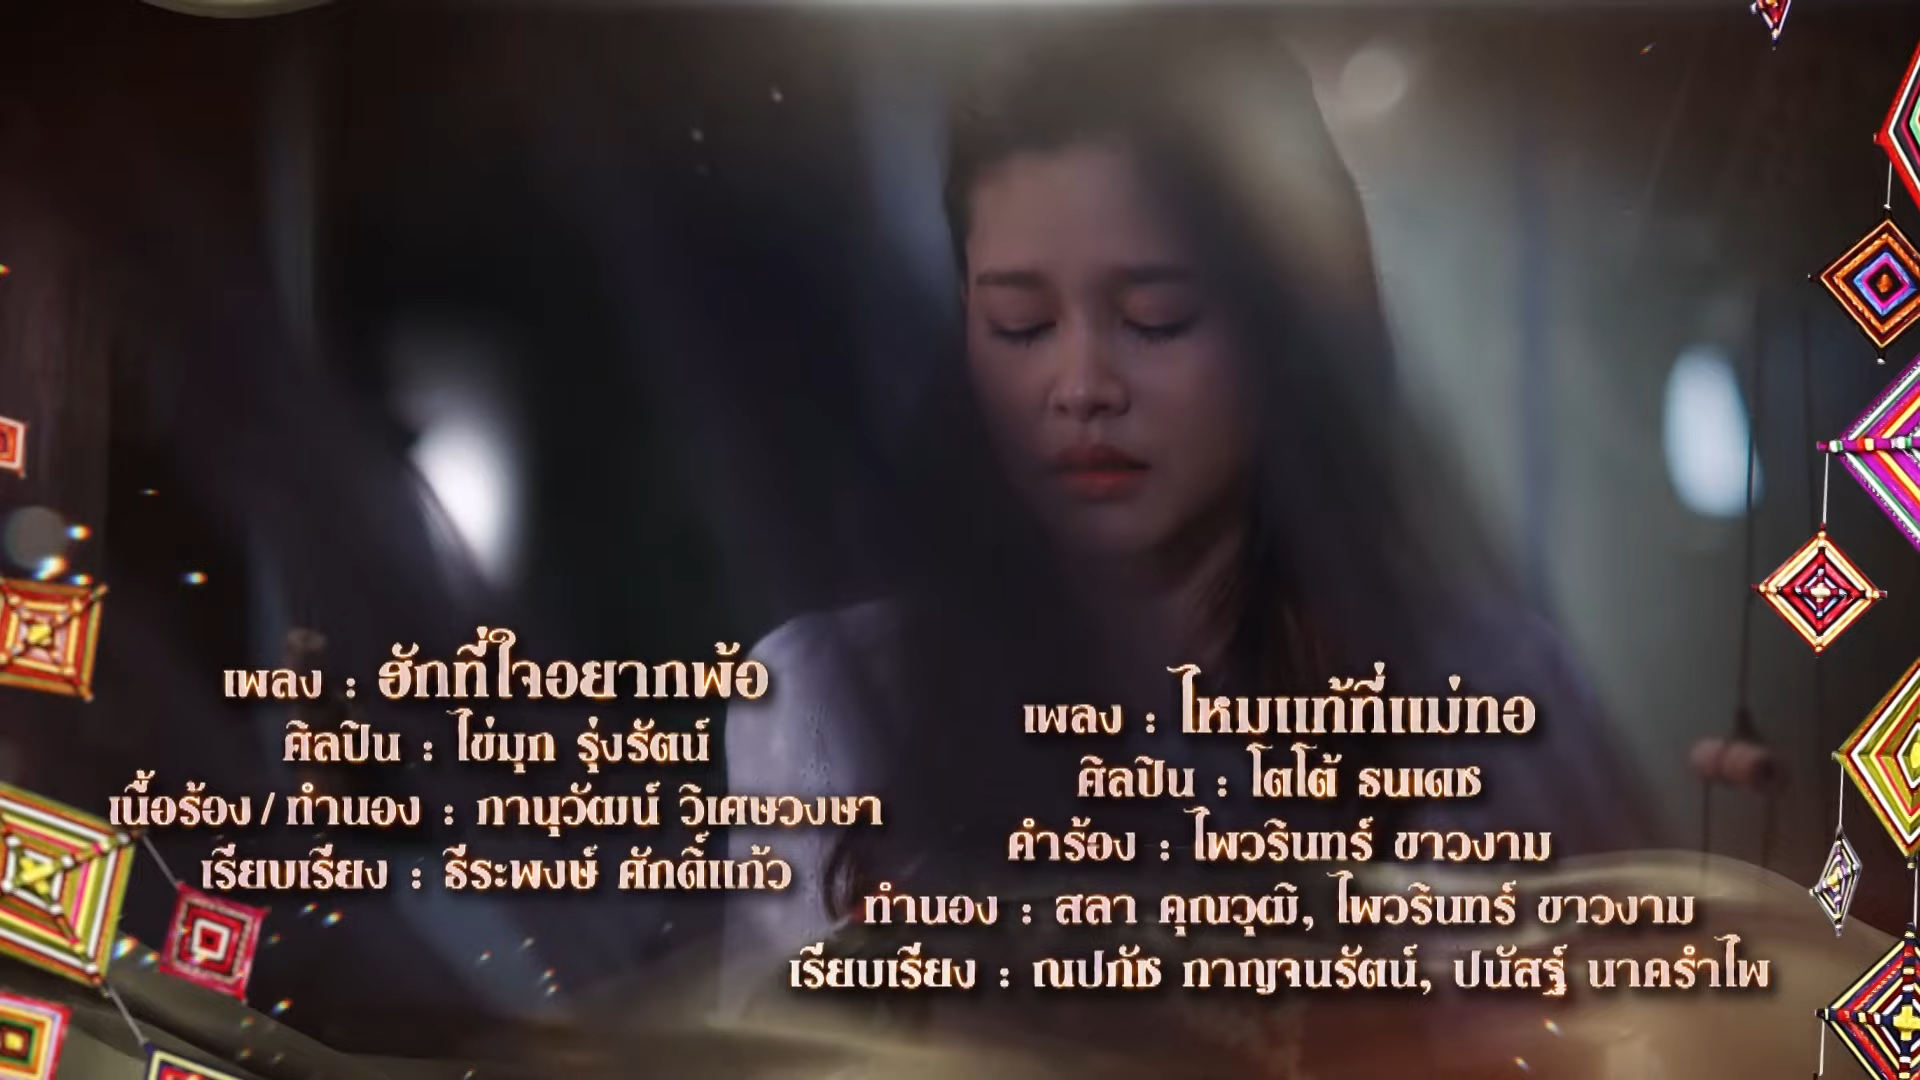 เพลง : ฮักที่ใจอยากพ้อ
ศิลปิน : ไข่มุก รุ่งรัตน์
เนื้อร้อง / ทำนอง : กานุวัฒน์ วิเศษวงษา
เรียบเรียง : ธีระพงษ์ ศักดิ์แก้ว
เพลง : ไหมแท้ที่แม่ทอ
ศิลปิน : โตโต้ ธนเดช
คำร้อง : ไพวรินทร์ ขาวงาม
ทำนอง : สลา คุณวุฒิ, ไพวรินทร์ ขาวงาม
เรียบเรียง : ณปภัช กาญจนรัตน์, ปนัสฐ์ นาครำไพ